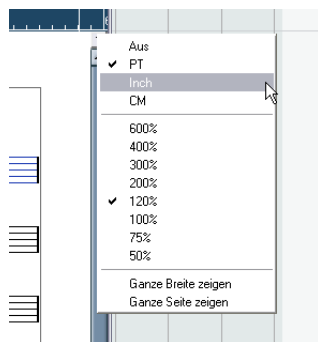 Aus
PT
Inch
CM
600%
400%
300%
200%
120%
100%
75%
50%
Ganze Breite zeigen
Ganze Seite zeigen